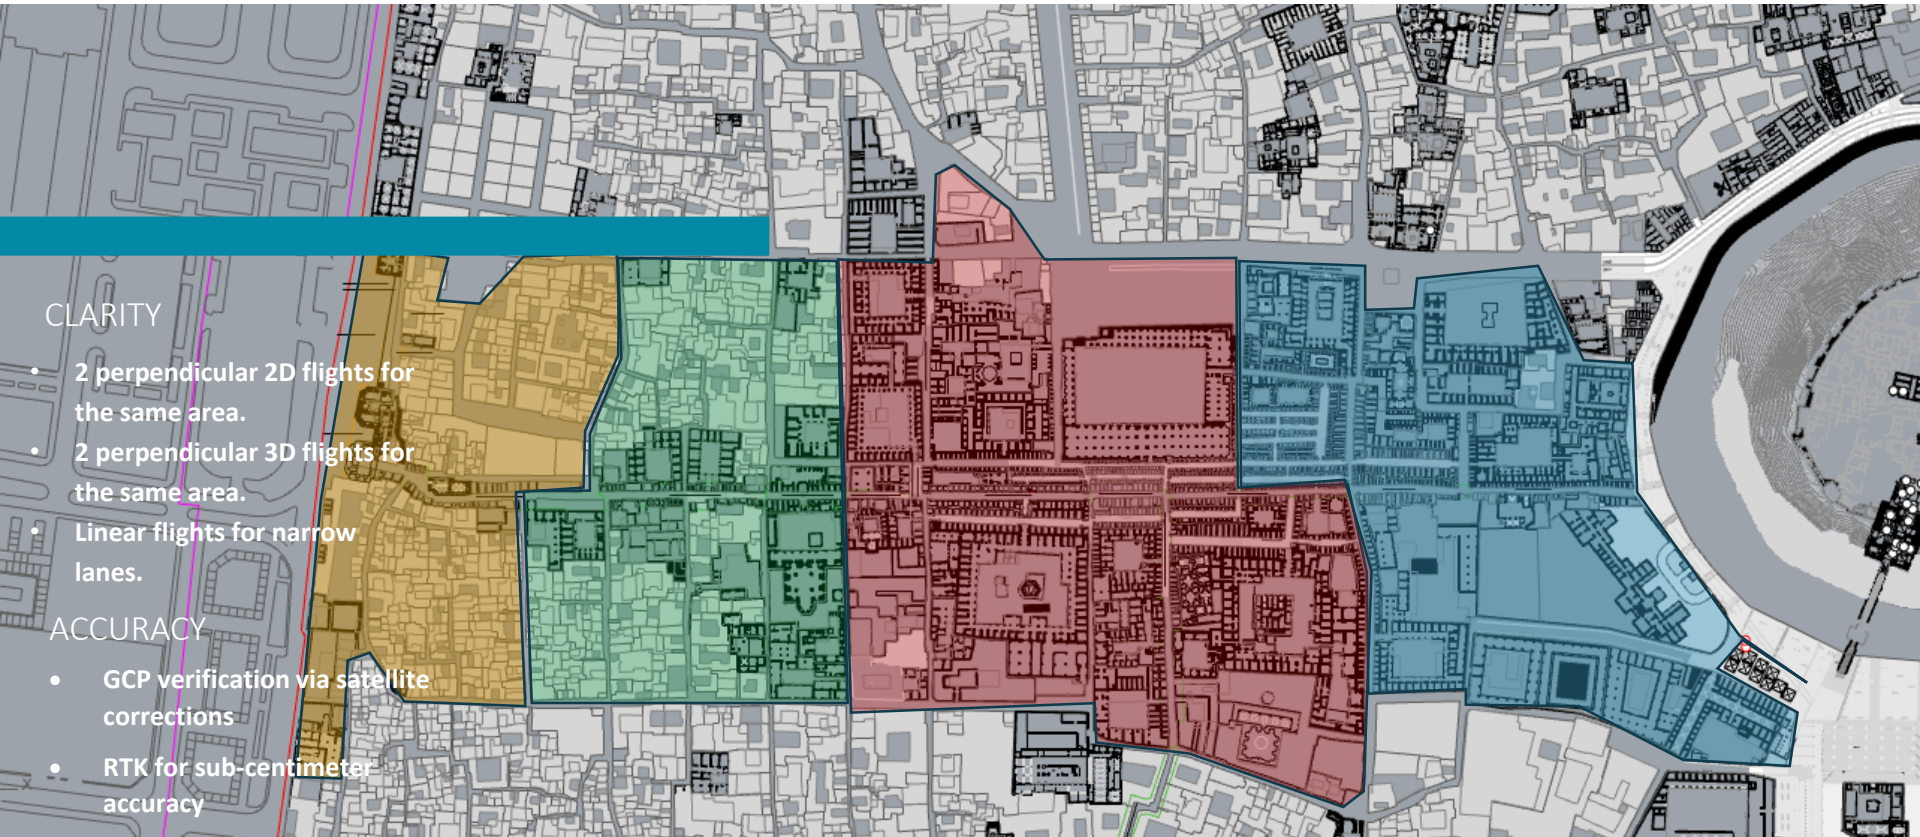 CLARITY
• 2 perpendicular 2D flights for
the same area.
• 2 perpendicular 3D flights for
the same area.
• Linear flights for narrow
lanes.
ACCURACY
• GCP verification via satellite
corrections
• RTK for sub-centimeter
accuracy